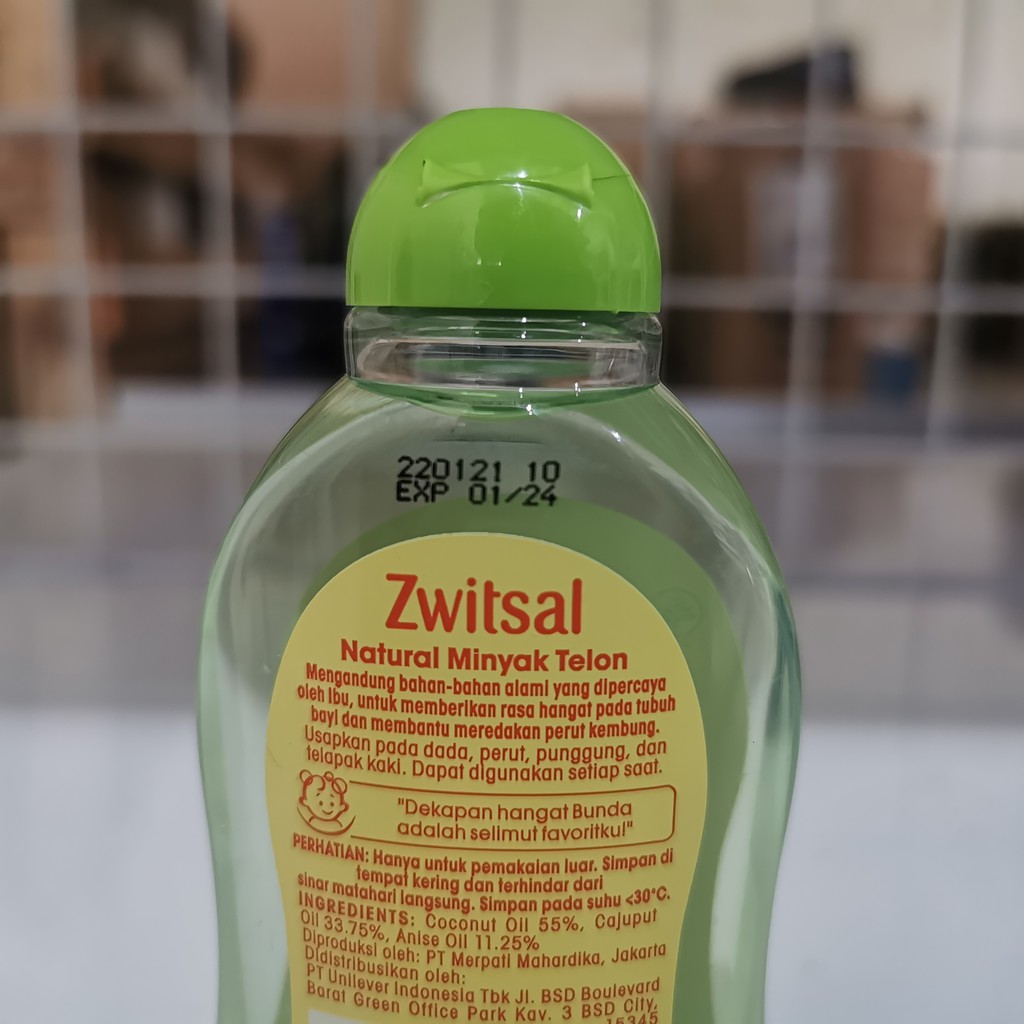 220121 10
EXP 01/24
Zwitsal
Natural Minyak Telon
Mengandung bahan-bahan alami yang dipercaya
oleh Ibu, untuk memberikan rasa hangat pada tubuh
bayi dan membantu meredakan perut kembung.
Usapkan pada dada, perut, punggung, dan
telapak kaki. Dapat digunakan setiap saat.
"Dekapan hangat Bunda
adalah selimut favoritku!"
PERHATIAN: Hanya untuk pemakaian luar. Simpan di
tempat kering dan terhindar dari
sinar matahari langsung. Simpan pada suhu <30°C.
INGREDIENTS: Coconut Oil 55%, Cajuput
Oil 33.75%, Anise Oil 11.25%
Diproduksi oleh: PT Merpati Mahardika, Jakarta
Didistribusikan oleh:
PT Unilever Indonesia Tbk Jl. BSD Boulevard
Barat Green Office Park Kav. 3 BSD City,
15345